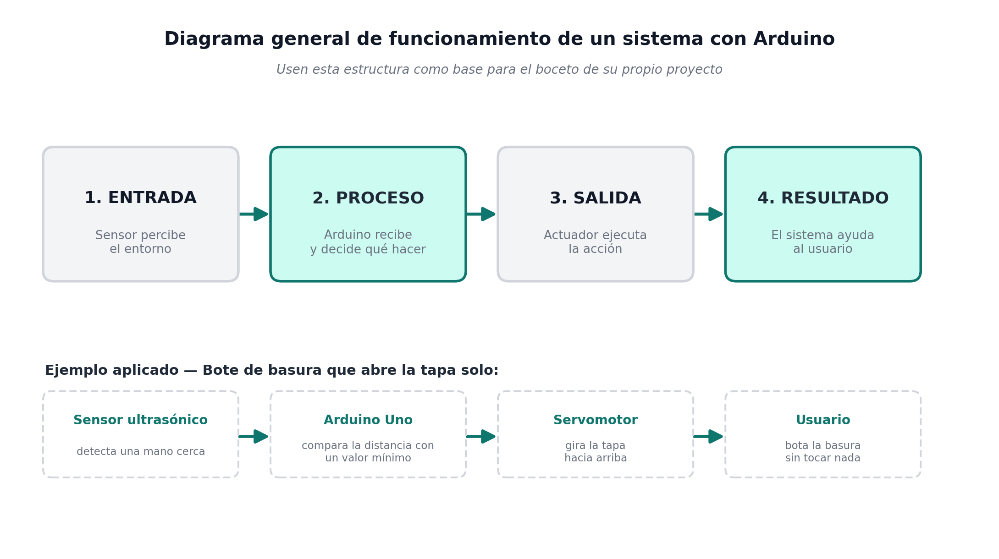 Diagrama general de funcionamiento de un sistema con Arduino
Usen esta estructura como base para el boceto de su propio proyecto
1. ENTRADA
Sensor percibe
el entorno
2. PROCESO
Arduino recibe
y decide qué hacer
3. SALIDA
Actuador ejecuta
la acción
4. RESULTADO
El sistema ayuda
al usuario
Ejemplo aplicado — Bote de basura que abre la tapa solo:
Sensor ultrasónico
detecta una mano cerca
Arduino Uno
compara la distancia con
un valor mínimo
Servomotor
gira la tapa
hacia arriba
Usuario
bota la basura
sin tocar nada